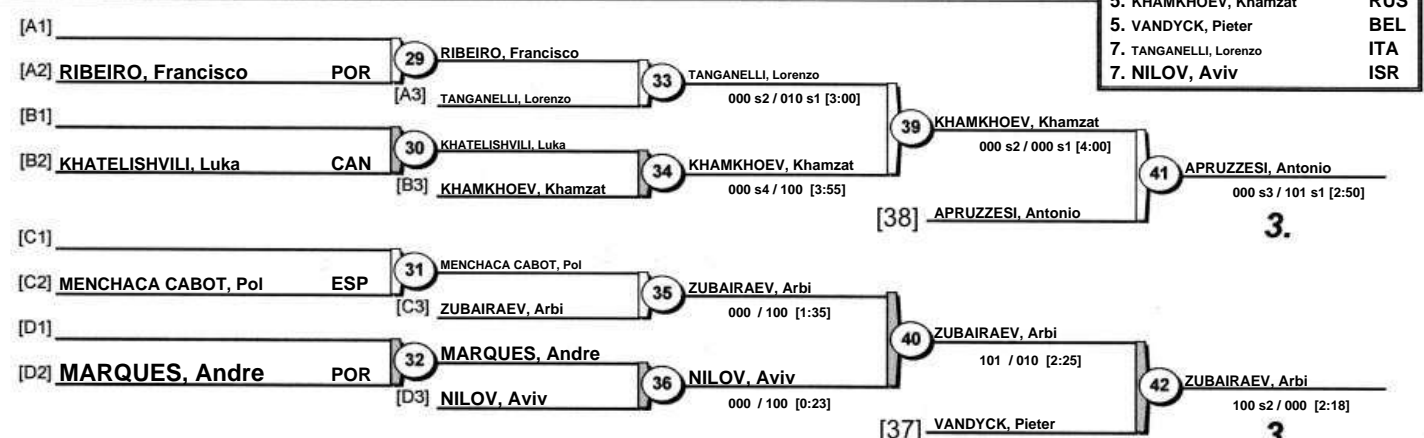 5. KHAMKHOEV, Khamzat RUS
5. VANDYCK, Pieter BEL
7. TANGANELLI, Lorenzo ITA
7. NILOV, Aviv ISR
[A1]
[A2] RIBEIRO, Francisco POR
29
RIBEIRO, Francisco
[A3] TANGANELLI, Lorenzo
33
TANGANELLI, Lorenzo
000 s2 / 010 s1 [3:00]
[B1]
[B2] KHATELISHVILI, Luka CAN
30
KHATELISHVILI, Luka
[B3] KHAMKHOEV, Khamzat
34
KHAMKHOEV, Khamzat
000 s4 / 100 [3:55]
39
KHAMKHOEV, Khamzat
000 s2 / 000 s1 [4:00]
[38] APRUZZESI, Antonio
41
APRUZZESI, Antonio
000 s3 / 101 s1 [2:50]
3.
[C1]
[C2] MENCHACA CABOT, Pol ESP
31
MENCHACA CABOT, Pol
[C3] ZUBAIRAEV, Arbi
35
ZUBAIRAEV, Arbi
000 / 100 [1:35]
[D1]
[D2] MARQUES, Andre POR
32
MARQUES, Andre
[D3] NILOV, Aviv
36
NILOV, Aviv
000 / 100 [0:23]
40
ZUBAIRAEV, Arbi
101 / 010 [2:25]
[37] VANDYCK, Pieter
42
ZUBAIRAEV, Arbi
100 s2 / 000 [2:18]
3